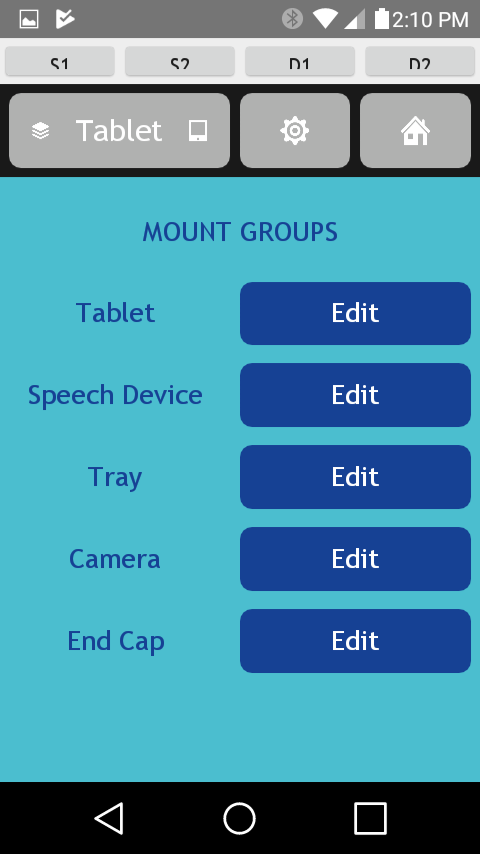 2:10 PM
S1 S2 D1 D2
Tablet
MOUNT GROUPS
Tablet Edit
Speech Device Edit
Tray Edit
Camera Edit
End Cap Edit